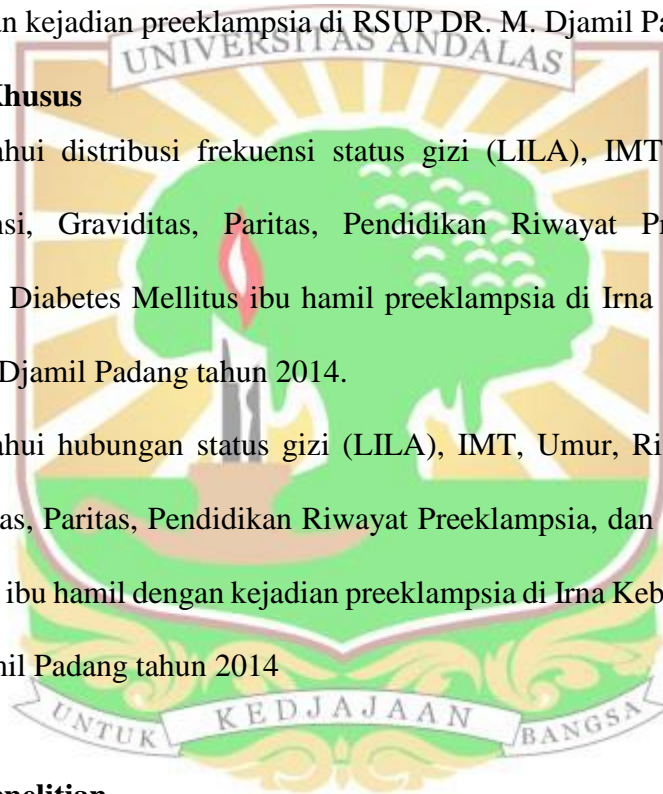 an kejadian preeklampsia di RSUP DR. M. Djamil Pa
UNIVERSITAS ANDALAS
Khusus
ahui distribusi frekuensi status gizi (LILA), IMT
nsi, Graviditas, Paritas, Pendidikan Riwayat Pr
Diabetes Mellitus ibu hamil preeklampsia di Irna
Djamil Padang tahun 2014.
ahui hubungan status gizi (LILA), IMT, Umur, Ri
as, Paritas, Pendidikan Riwayat Preeklampsia, dan
ibu hamil dengan kejadian preeklampsia di Irna Keb
mil Padang tahun 2014
UNTUK KEDJAJAAN BANGSA
enelitian